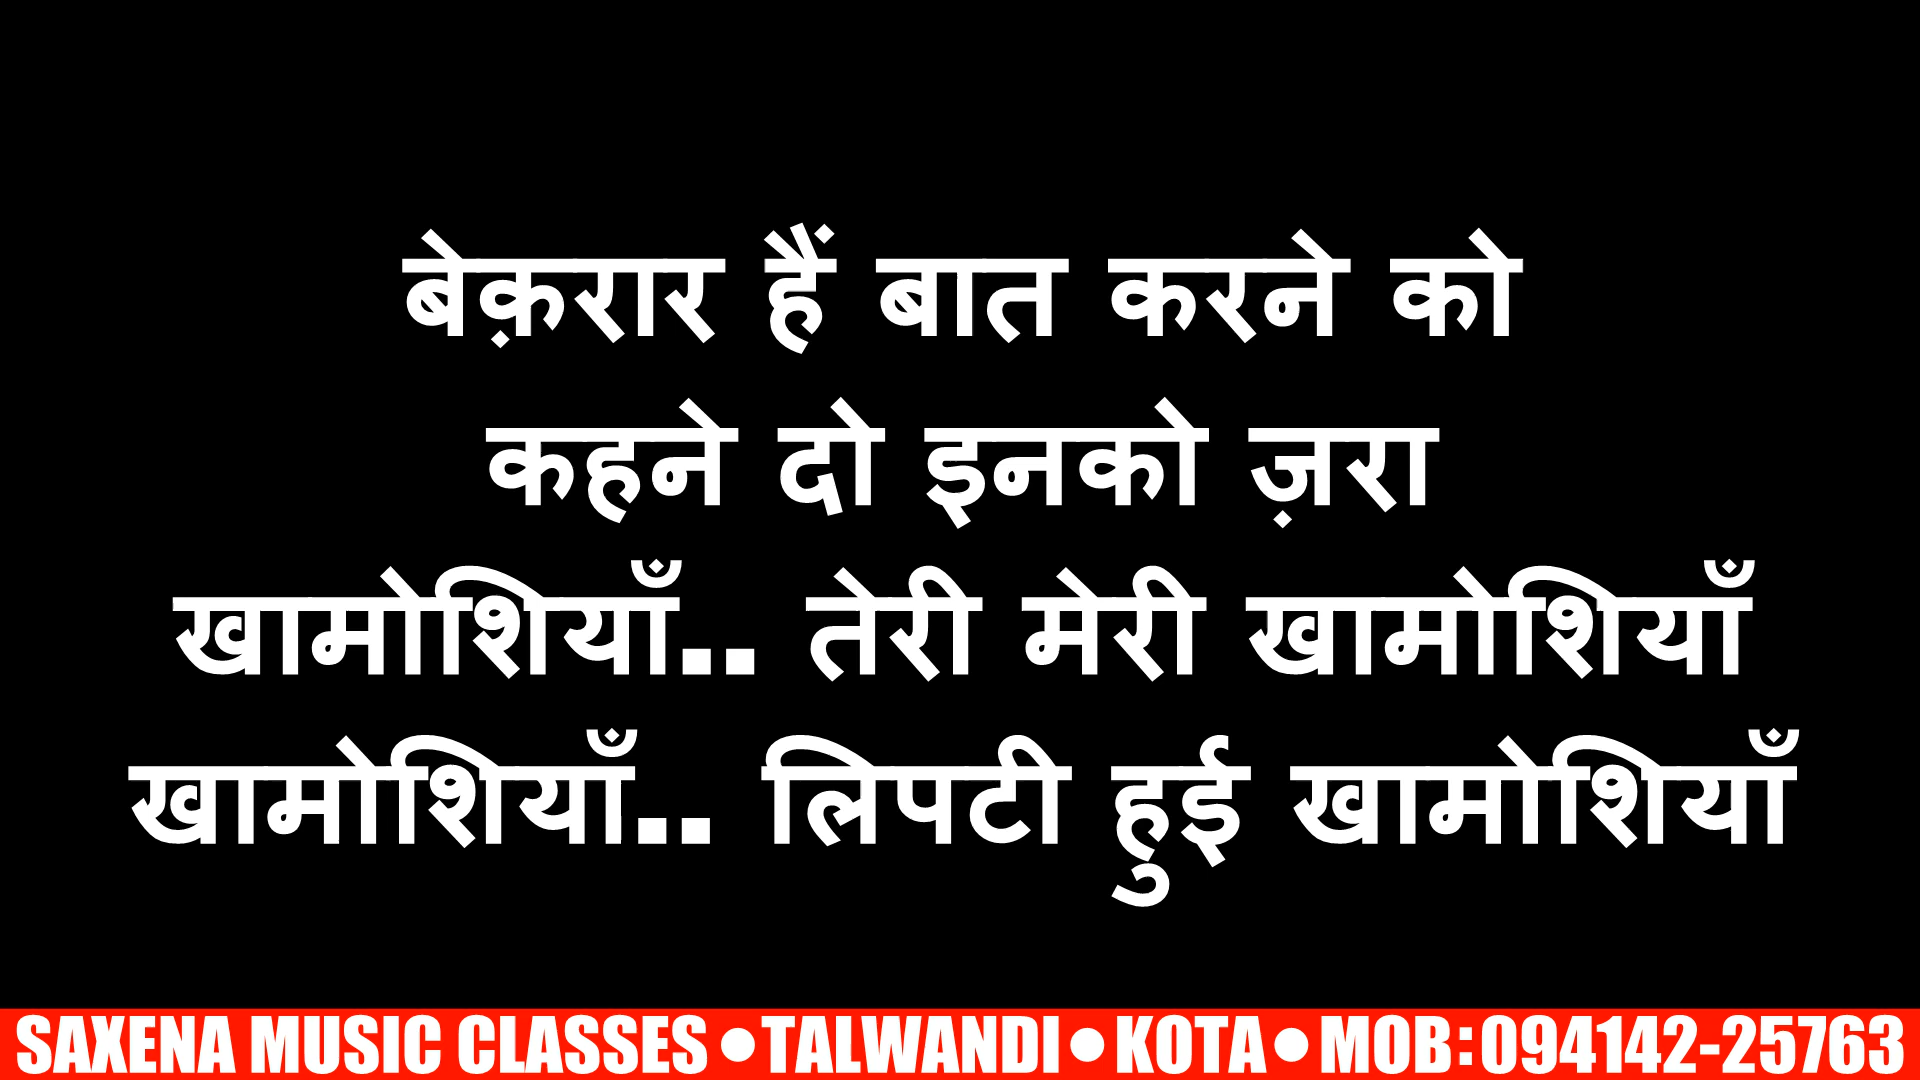 बेक़रार हैं बात करने को
कहने दो इनको ज़रा
खामोशियाँ.. तेरी मेरी खामोशियाँ
खामोशियाँ.. लिपटी हुई खामोशियाँ
SAXENA MUSIC CLASSES ● TALWANDI ● KOTA ● MOB:094142-25763